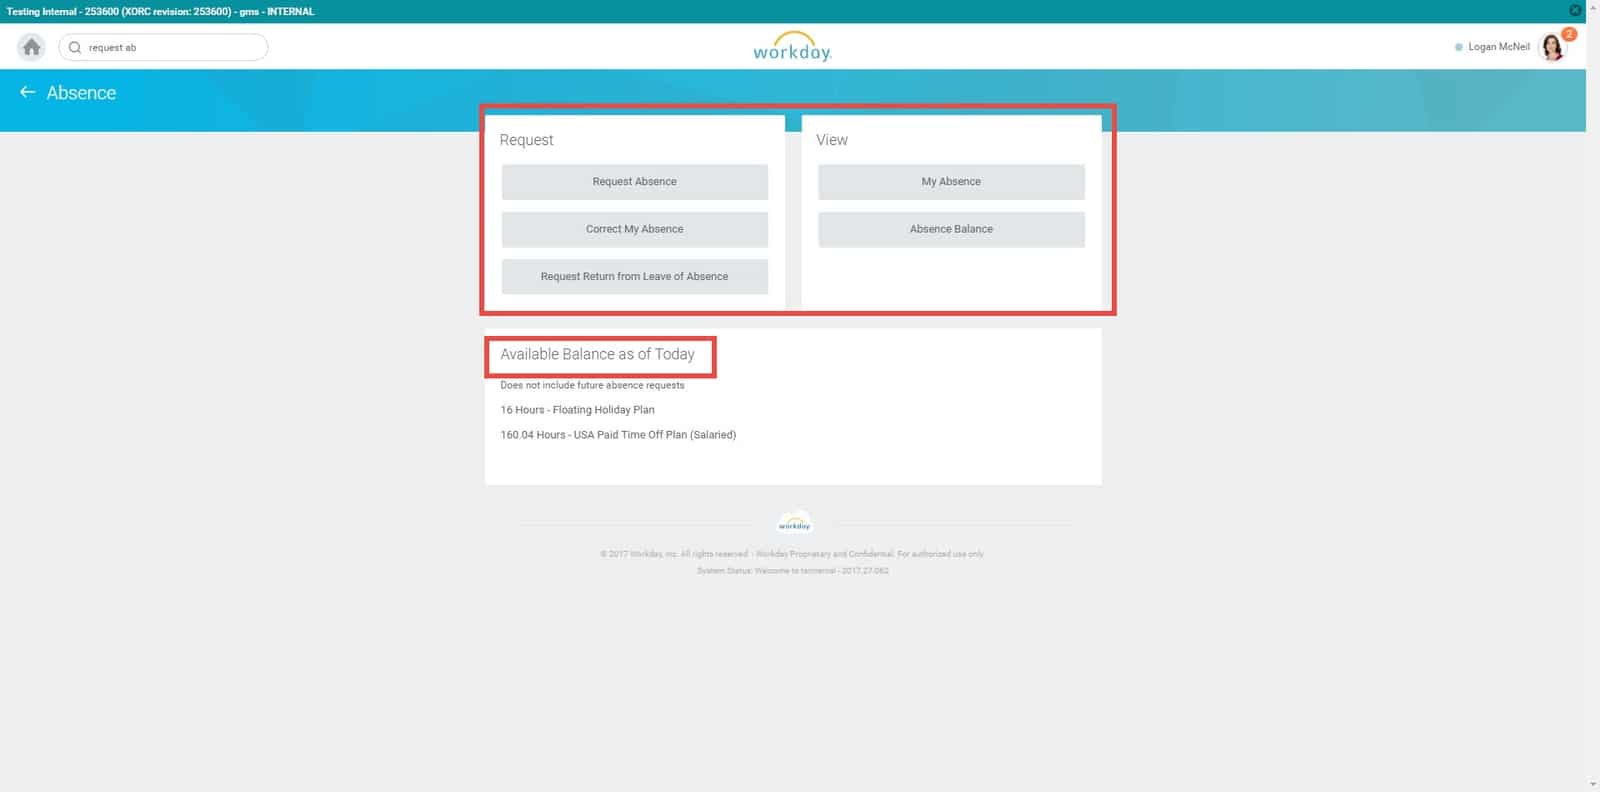 Testing Internal - 253600 (XORC revision: 253600) - gms - INTERNAL
request ab
workday.
Logan McNeil
2
Absence
Request
View
Request Absence
My Absence
Correct My Absence
Absence Balance
Request Return from Leave of Absence
Available Balance as of Today
Does not include future absence requests
16 Hours - Floating Holiday Plan
160.04 Hours - USA Paid Time Off Plan (Salaried)
workday
© 2017 Workday, Inc. All rights reserved. - Workday Proprietary and Confidential. For authorized use only.
System Status: Welcome to - 2017.27.062